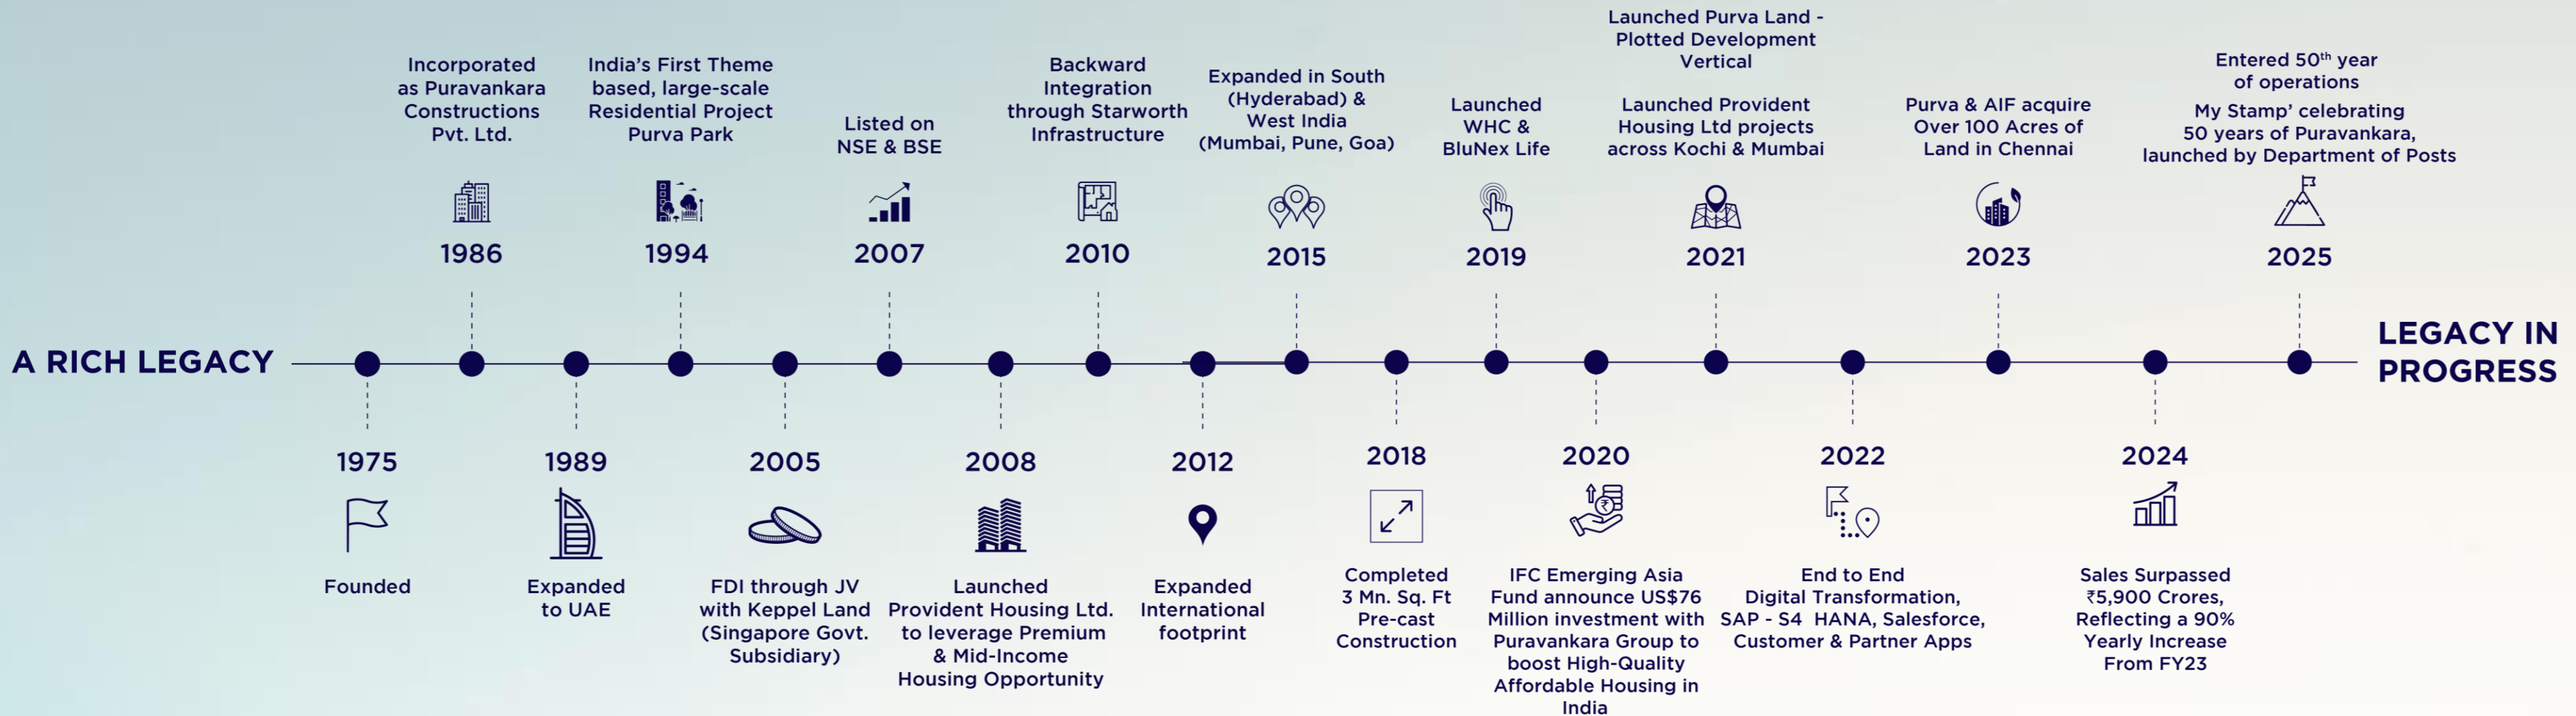 A RICH LEGACY
1975
Founded
Incorporated
as Puravankara
Constructions
Pvt. Ltd.
1986
1989
Expanded
to UAE
India's First Theme
based, large-scale
Residential Project
Purva Park
1994
2005
FDI through JV
with Keppel Land
(Singapore Govt.
Subsidiary)
Listed on
NSE & BSE
2007
2008
Launched
Provident Housing Ltd.
to leverage Premium
& Mid-Income
Housing Opportunity
Backward
Integration
through Starworth
Infrastructure
2010
2012
Expanded
International
footprint
Expanded in South
(Hyderabad) &
West India
(Mumbai, Pune, Goa)
2015
2018
Completed
3 Mn. Sq. Ft
Pre-cast
Construction
Launched
WHC &
BluNex Life
2019
2020
₹
IFC Emerging Asia
Fund announce US$76
Million investment with
Puravankara Group to
boost High-Quality
Affordable Housing in
India
Launched Purva Land -
Plotted Development
Vertical
Launched Provident
Housing Ltd projects
across Kochi & Mumbai
2021
2022
End to End
Digital Transformation,
SAP - S4 HANA, Salesforce,
Customer & Partner Apps
Purva & AIF acquire
Over 100 Acres of
Land in Chennai
2023
2024
Sales Surpassed
₹5,900 Crores,
Reflecting a 90%
Yearly Increase
From FY23
Entered 50th year
of operations
My Stamp' celebrating
50 years of Puravankara,
launched by Department of Posts
2025
LEGACY IN
PROGRESS